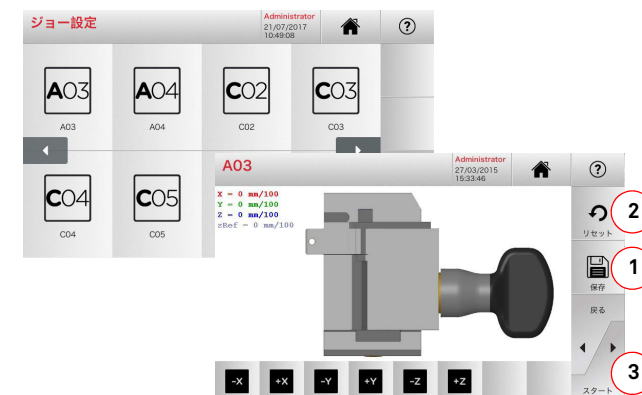 ジョー設定
Administrator
21/07/2017
10:49:08
?
A03
A04
C02
C03
A03
A04
C02
C03
C04
C05
C04
C05
A03
Administrator
27/03/2015
15:33:46
?
X = 0 mm/100
Y = 0 mm/100
Z = 0 mm/100
zRef = 0 mm/100
2
リセット
1
保存
戻る
3
スタート
-X
+X
-Y
+Y
-Z
+Z